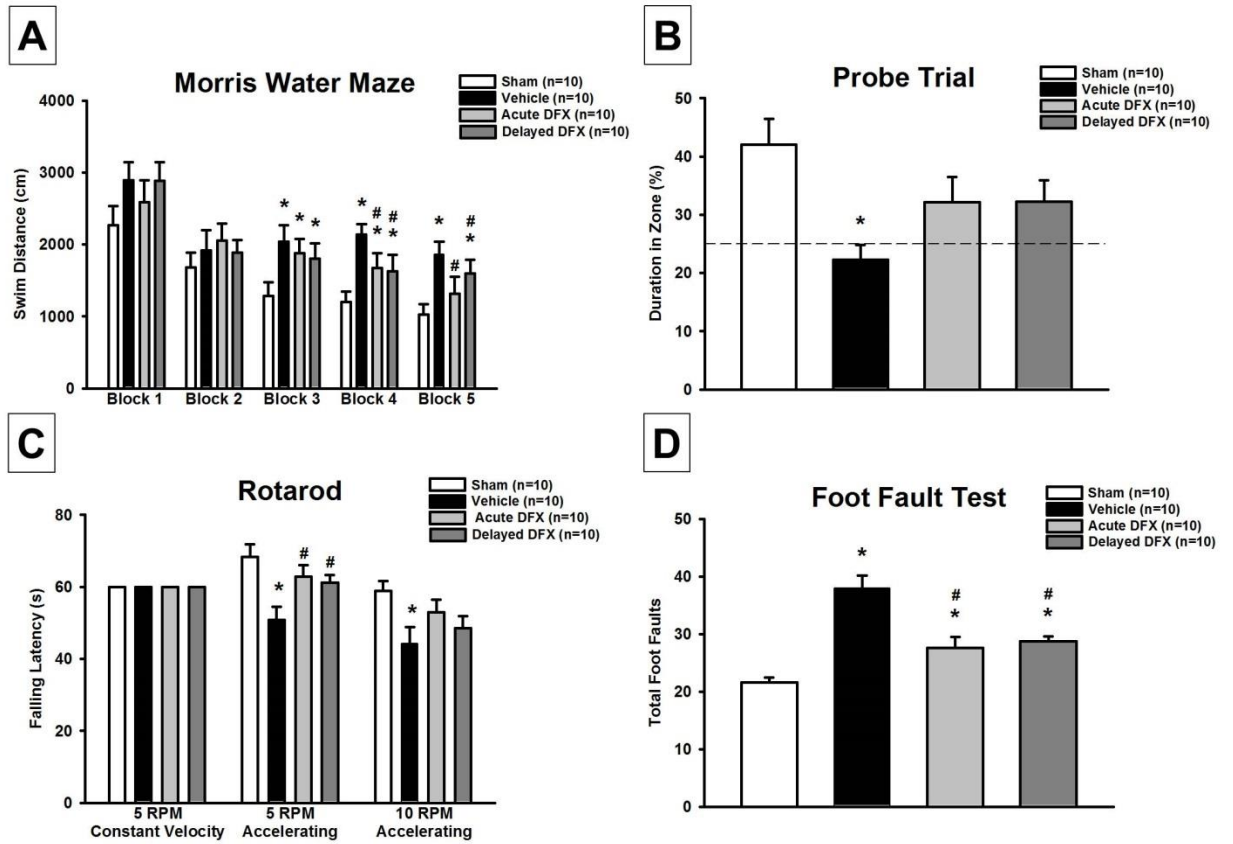 A
Morris Water Maze
Sham (n=10)
Vehicle (n=10)
Acute DFX (n=10)
Delayed DFX (n=10)
Swim Distance (cm)
4000
3000
2000
1000
0
* * * * # * # * * # # *
Block 1 Block 2 Block 3 Block 4 Block 5
B
Probe Trial
Sham (n=10)
Vehicle (n=10)
Acute DFX (n=10)
Delayed DFX (n=10)
Duration in Zone (%)
50
40
30
20
10
0
*
C
Rotarod
Sham (n=10)
Vehicle (n=10)
Acute DFX (n=10)
Delayed DFX (n=10)
Falling Latency (s)
80
60
40
20
0
* # # *
5 RPM 5 RPM 10 RPM
Constant Velocity Accelerating Accelerating
D
Foot Fault Test
Sham (n=10)
Vehicle (n=10)
Acute DFX (n=10)
Delayed DFX (n=10)
Total Foot Faults
50
40
30
20
10
0
* # * # *